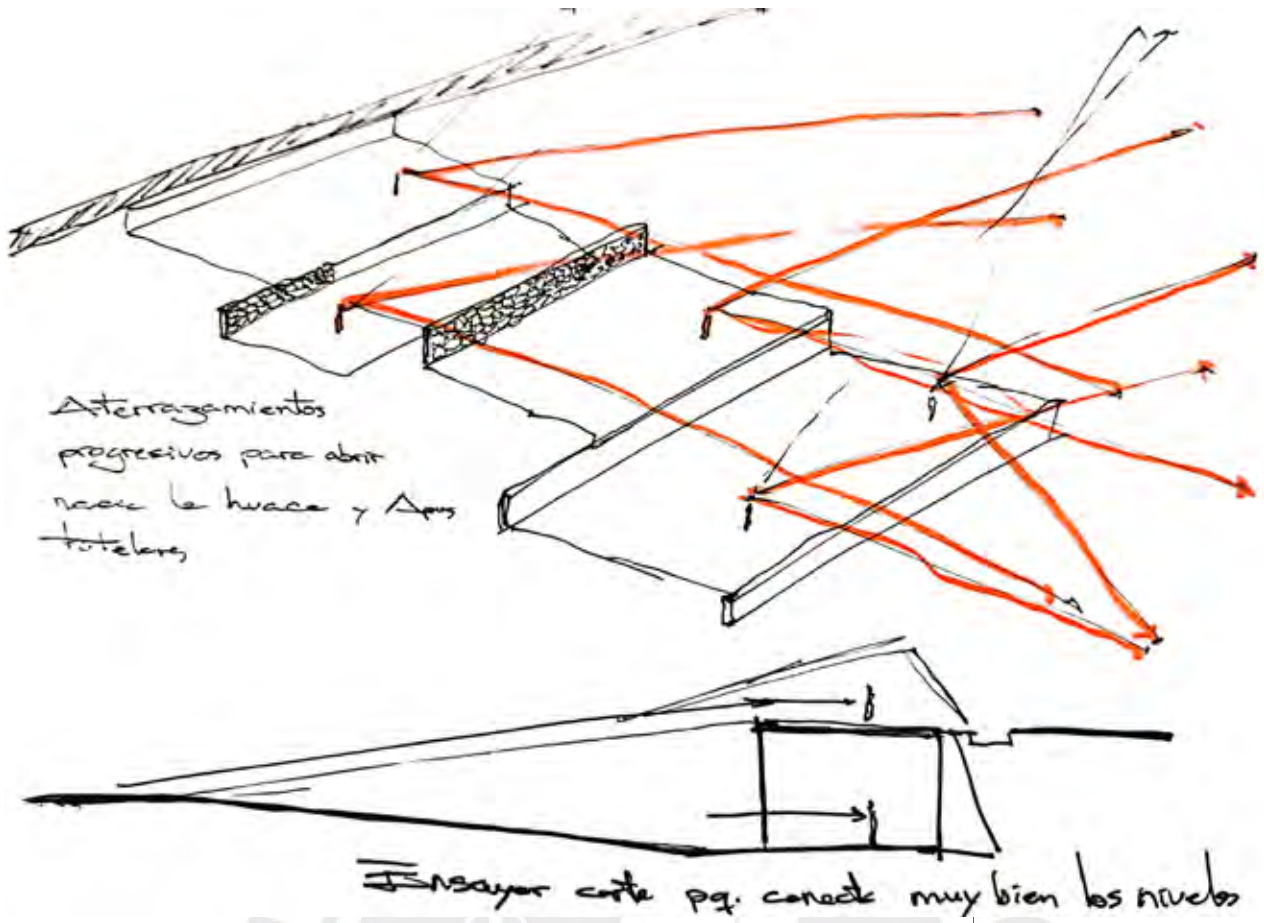 Aterrazamientos
progresivos para abrir
hacia la huaca y Apus
tutelares
Ensayar corte pq. conecta muy bien los niveles